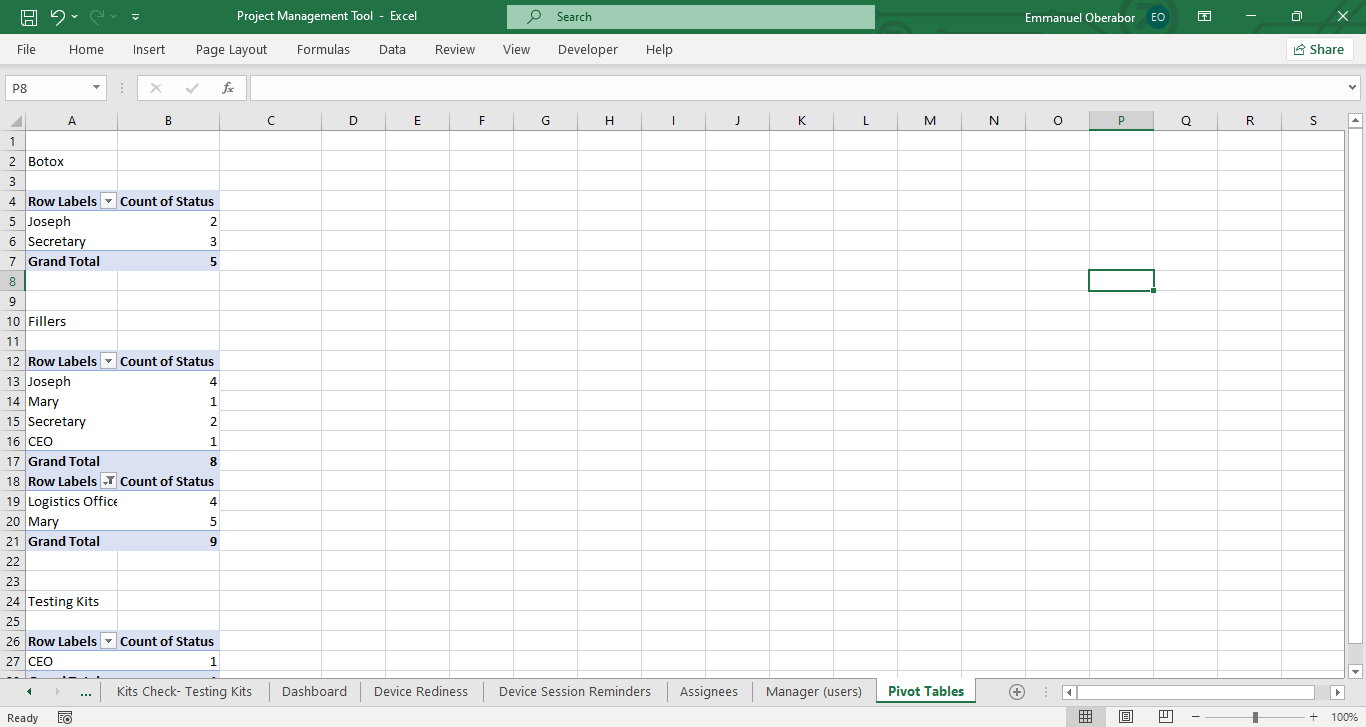 Project Management Tool - Excel
Search
Emmanuel Oberabor EO
File Home Insert Page Layout Formulas Data Review View Developer Help Share
P8 fx
A B C D E F G H I J K L M N O P Q R S
1
2 Botox
3
4 Row Labels Count of Status
5 Joseph 2
6 Secretary 3
7 Grand Total 5
8
9
10 Fillers
11
12 Row Labels Count of Status
13 Joseph 4
14 Mary 1
15 Secretary 2
16 CEO 1
17 Grand Total 8
18 Row Labels Count of Status
19 Logistics Office
4
20 Mary 5
21 Grand Total 9
22
23
24 Testing Kits
25
26 Row Labels Count of Status
27 CEO 1
... Kits Check- Testing Kits Dashboard Device Rediness Device Session Reminders Assignees Manager (users) Pivot Tables
Ready 100%